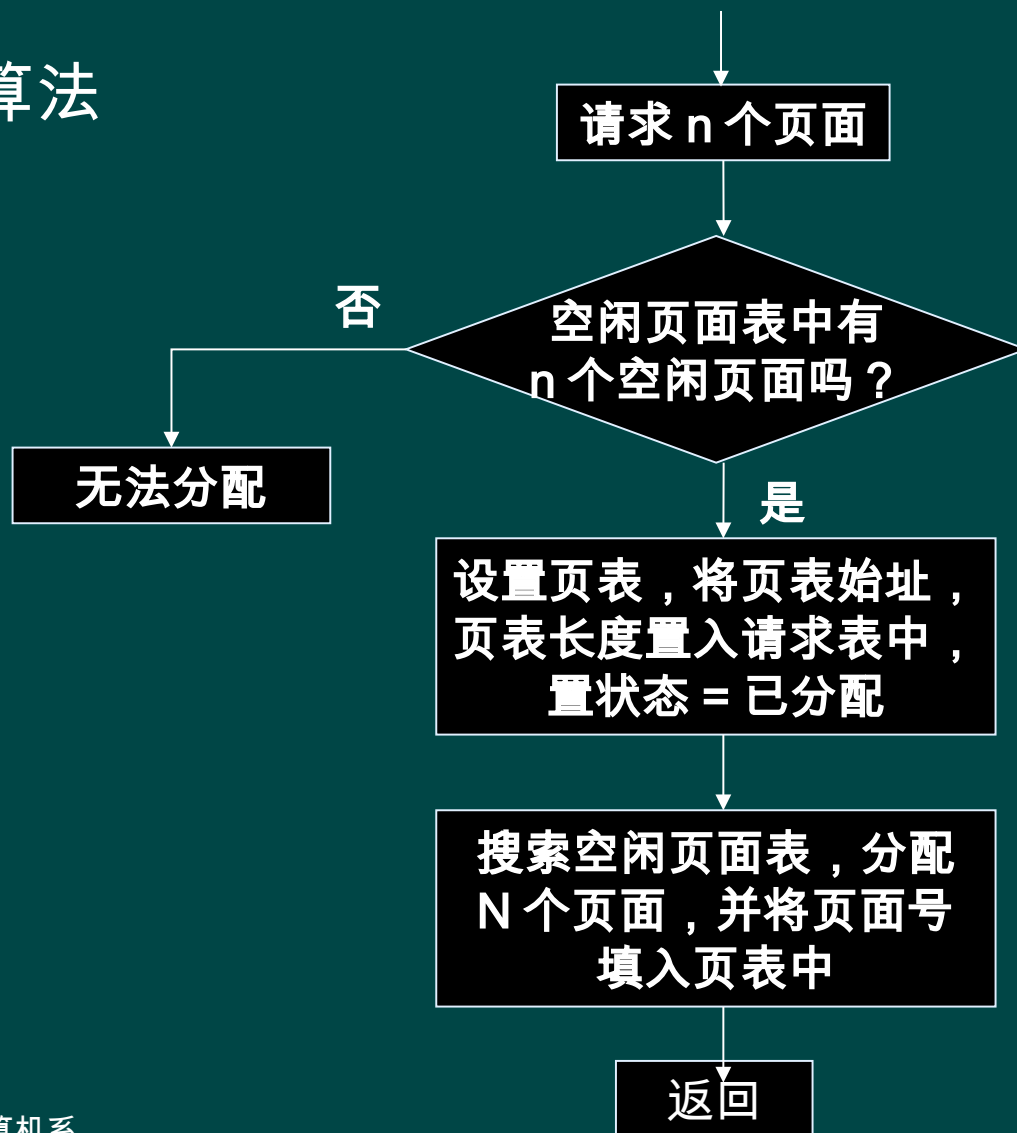 算法
请求 n 个页面
否
空闲页面表中有
n 个空闲页面吗？
无法分配
是
设置页表，将页表始址，
页表长度置入请求表中，
置状态 = 已分配
搜索空闲页面表，分配
N 个页面，并将页面号
填入页表中
返回
算机系